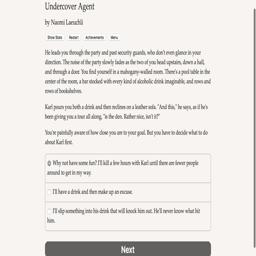 Undercover Agent
by Naomi Laeuchli
Show Stats Restart Achievements Menu
He leads you through the party and past security guards, who don't even glance in your
direction. The noise of the party slowly fades as the two of you head upstairs, down a hall,
and through a door. You find yourself in a mahogany-walled room. There's a pool table in the
center of the room, a bar stocked with every kind of alcoholic drink imaginable, and rows and
rows of bookshelves.
Karl pours you both a drink and then reclines on a leather sofa. "And this," he says, as if he's
been giving you a tour all along, "is the den. Rather nice, isn't it?"
You're painfully aware of how close you are to your goal. But you have to decide what to do
about Karl first.
Why not have some fun? I'll kill a few hours with Karl until there are fewer people
around to get in my way.
I'll have a drink and then make up an excuse.
I'll slip something into his drink that will knock him out. He'll never know what hit
him.
Next